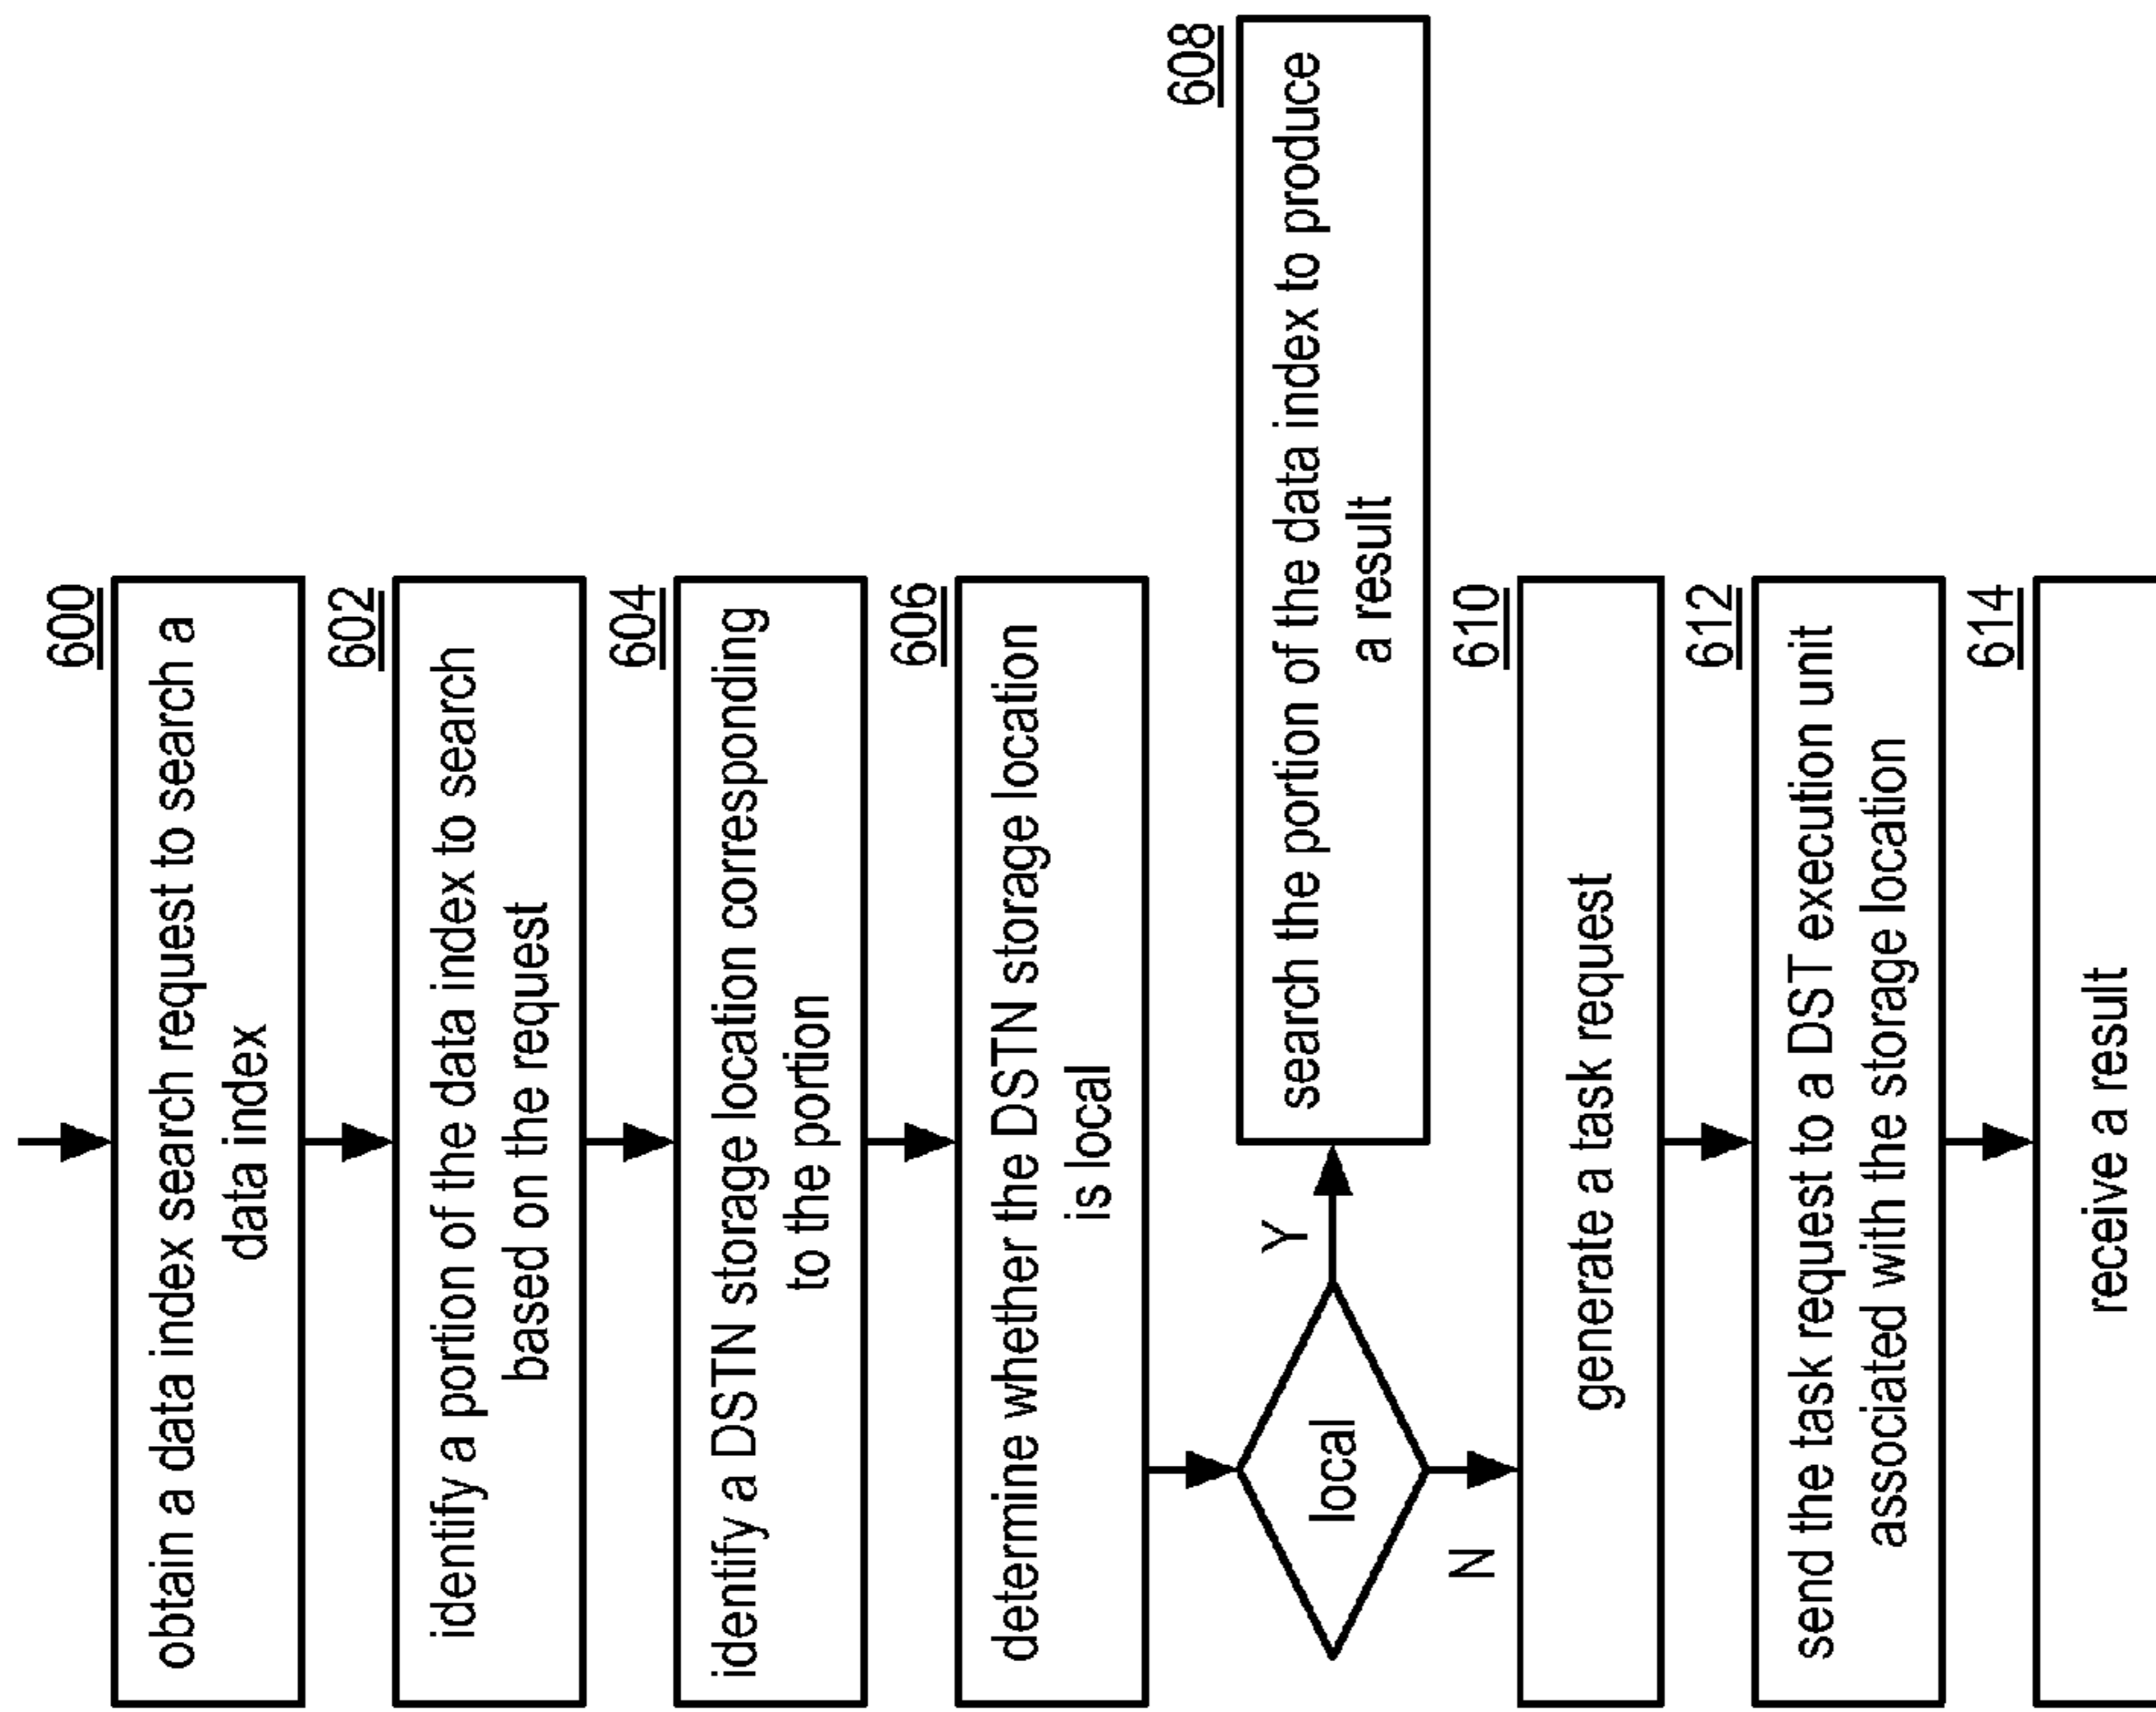 600
obtain a data index search request to search a
data index
602
identify a portion of the data index to search
based on the request
604
identify a DSTN storage location corresponding
to the portion
606
determine whether the DSTN storage location
is local
local
Y
N
608
search the portion of the data index to produce
a result
610
generate a task request
612
send the task request to a DST execution unit
associated with the storage location
614
receive a result